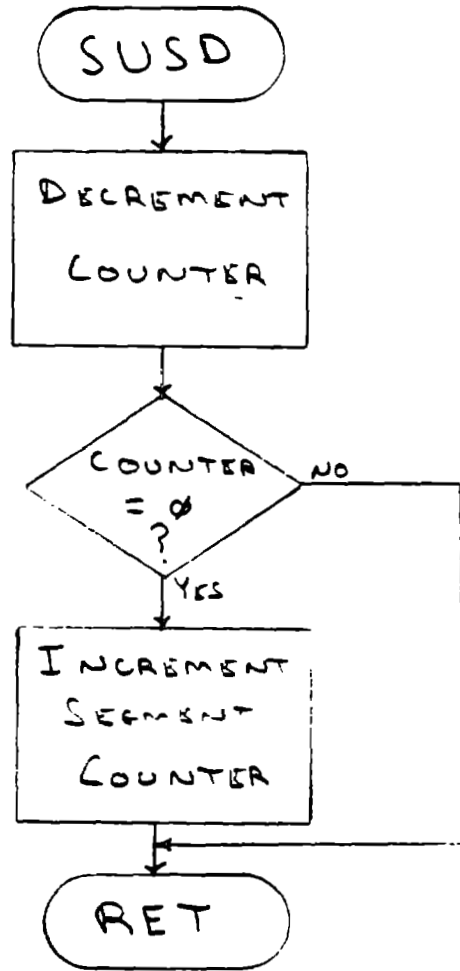 SUSD
DECREMENT
COUNTER
COUNTER
= ∅
?
NO
YES
INCREMENT
SEGMENT
COUNTER
RET